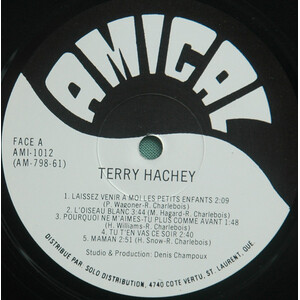 AMIGAL
FACE A
AMI-1012
(AM-798-61)
TERRY HACHEY
1. LAISSEZ VENIR A MOI LES PETITS ENFANTS 2:09
(P. Wagoner-R. Charlebois)
2. L'OISEAU BLANC 3:44 (M. Hagard-R. Charlebois)
3. POURQUOI NE M'AIMES-TU PLUS COMME AVANT 1:48
(H. Williams-R. Charlebois)
4. TU T'EN VAS CE SOIR 2:40
5. MAMAN 2:51 (H. Snow-R. Charlebois)
Studio & Production: Denis Champoux
DISTRIBUÉ PAR SOLO DISTRIBUTION, 4740 COTE VERTU, ST. LAURENT, QUE.